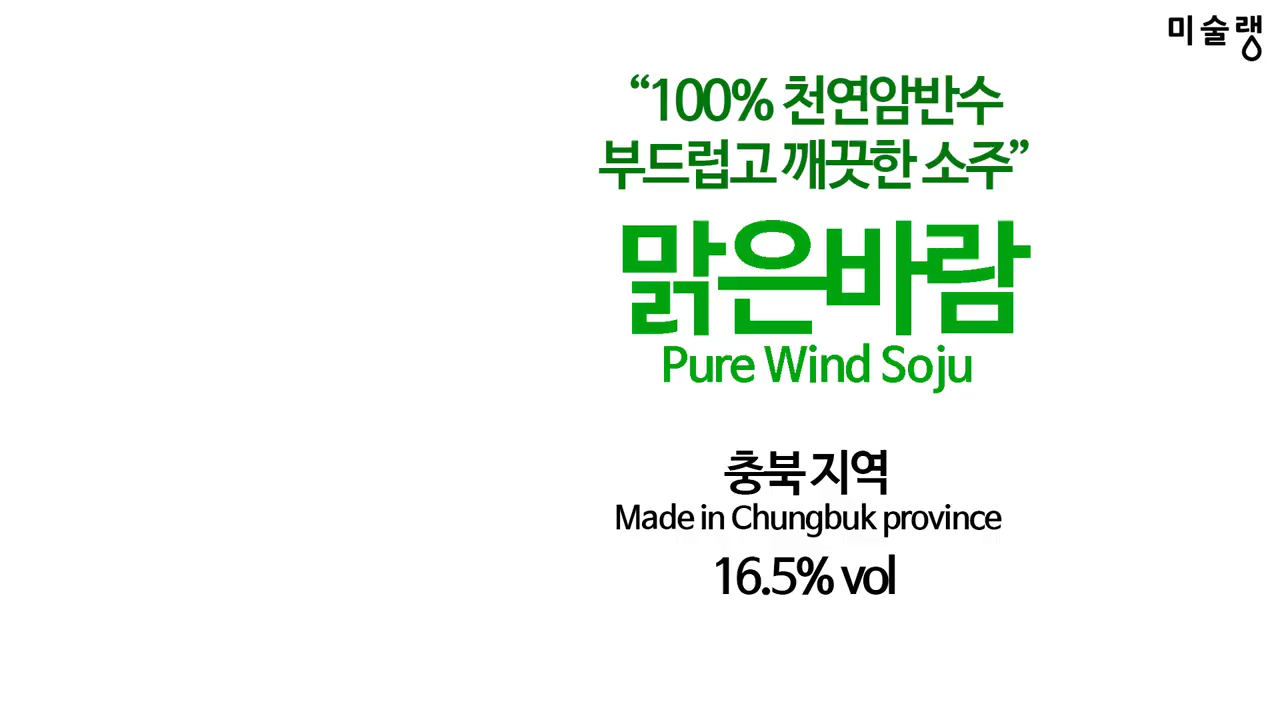 미술랭
“100% 천연암반수
부드럽고 깨끗한 소주”
맑은바람
Pure Wind Soju
충북 지역
Made in Chungbuk province
16.5% vol